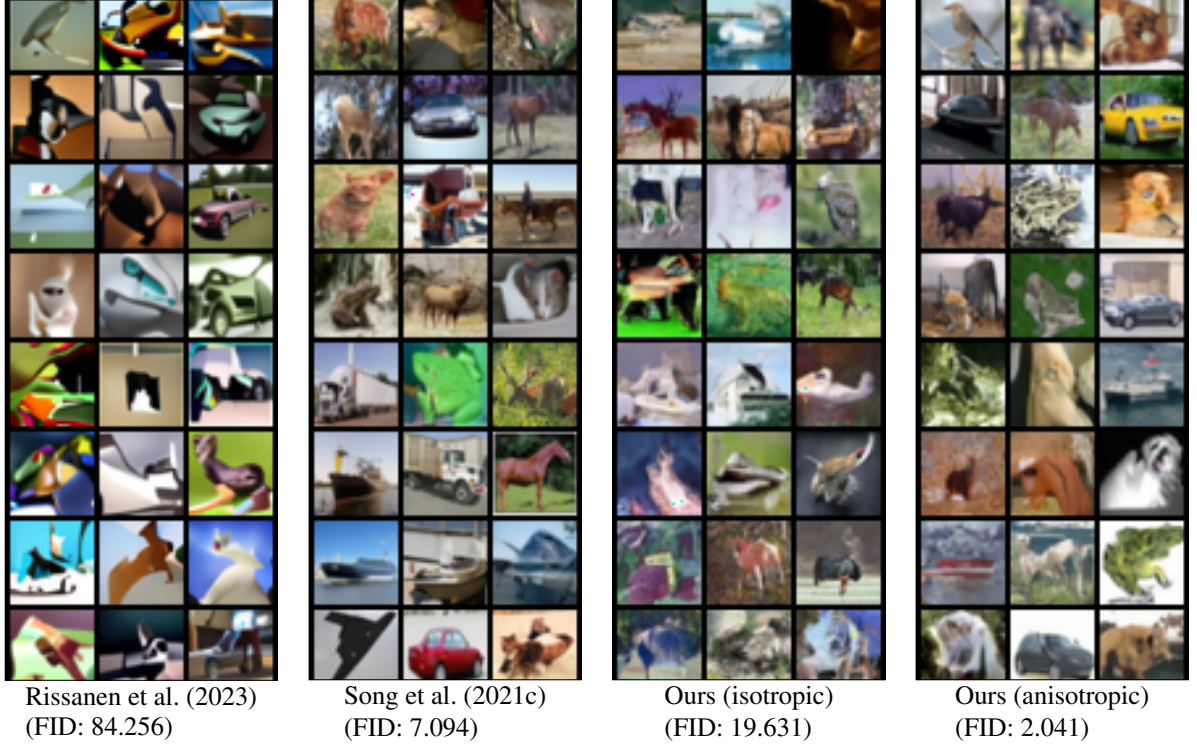 Rissanen et al. (2023)
(FID: 84.256)
Song et al. (2021c)
(FID: 7.094)
Ours (isotropic)
(FID: 19.631)
Ours (anisotropic)
(FID: 2.041)